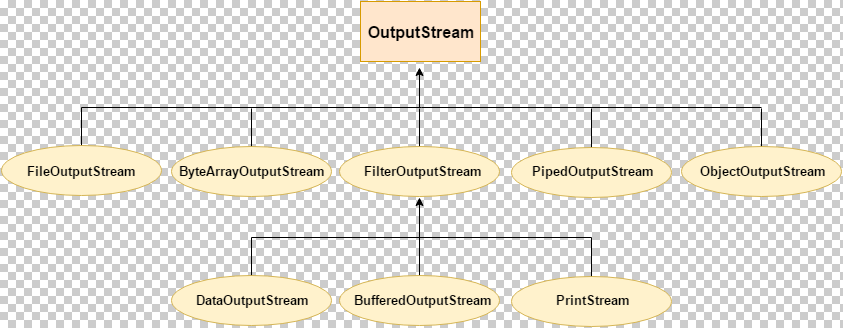 OutputStream
FileOutputStream
ByteArrayOutputStream
FilterOutputStream
PipedOutputStream
ObjectOutputStream
DataOutputStream
BufferedOutputStream
PrintStream